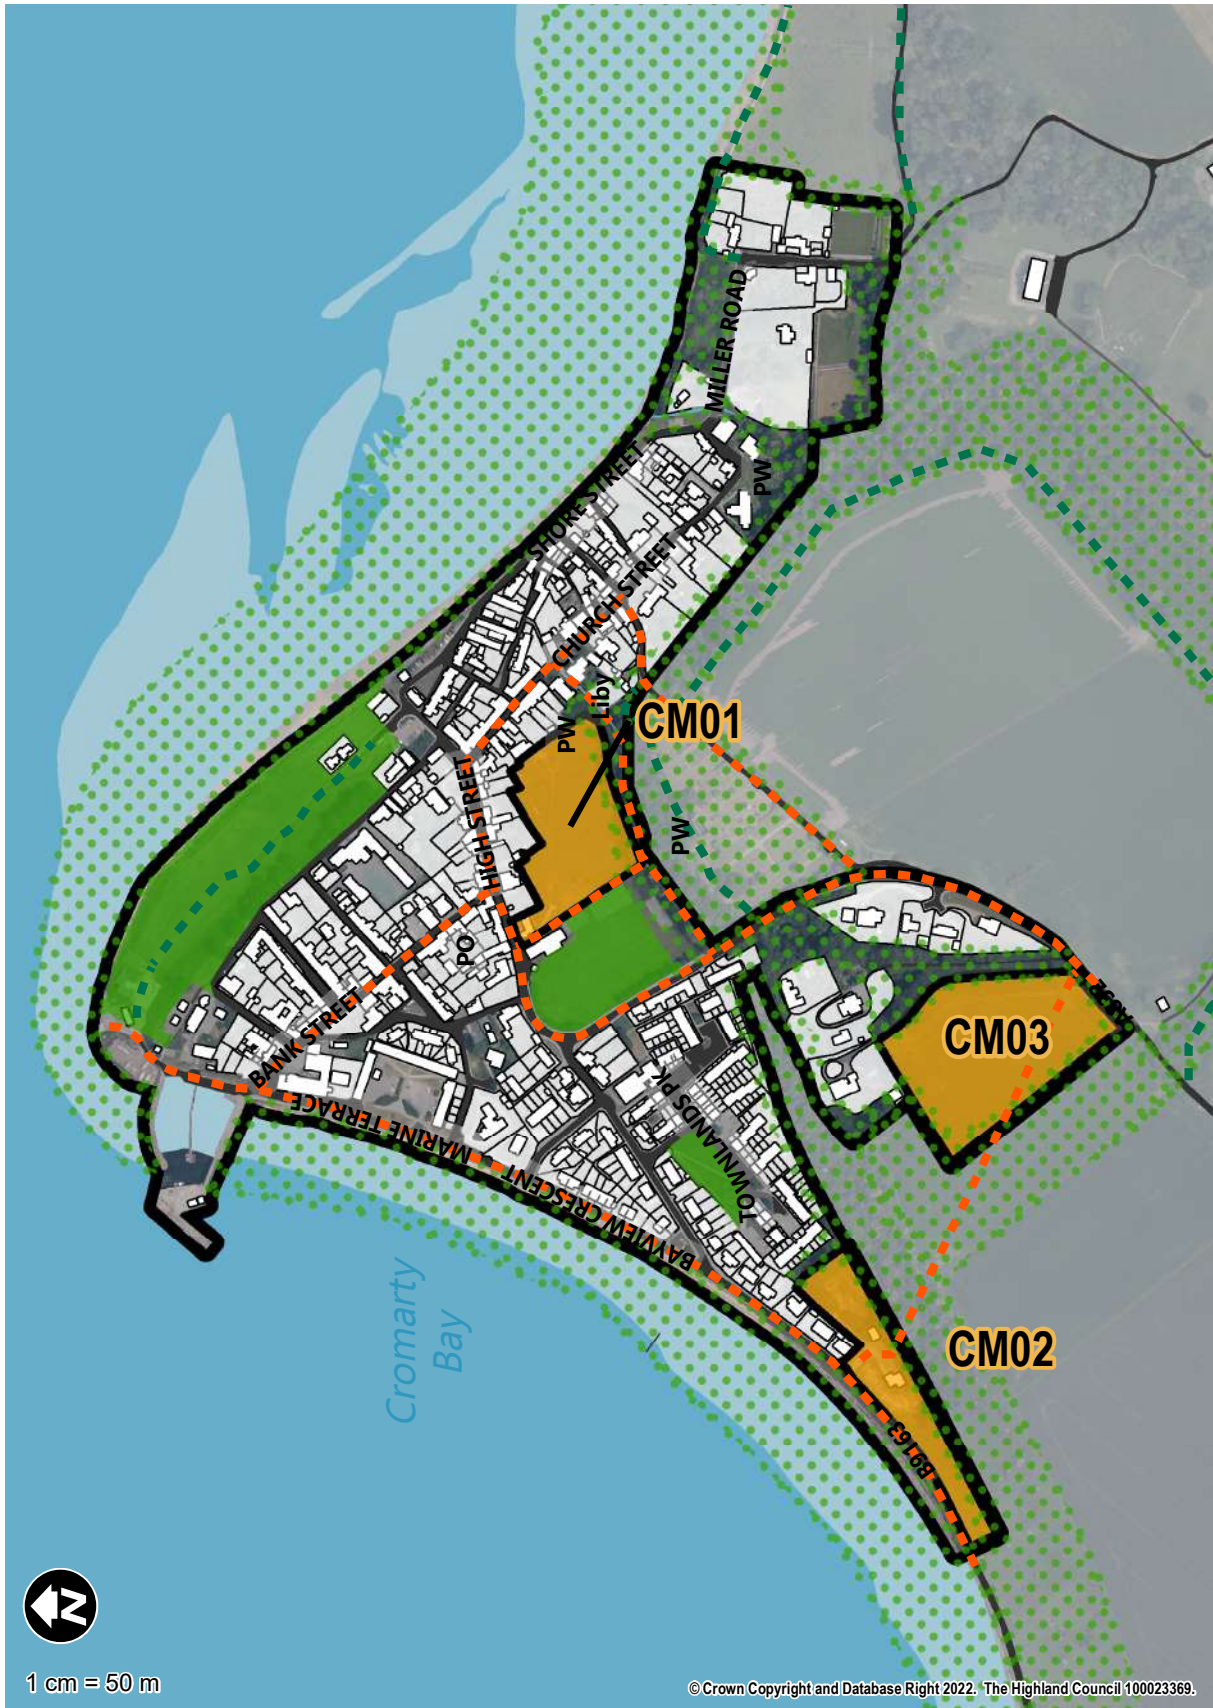 MILLER ROAD
SHORE STREET
PW
CHURCH STREET
Liby
PW
CM01
HIGH STREET
PW
PO
BANK STREET
CM03
MARINE TERRACE
TOWNLANDS PK
BAYVIEW CRESCENT
Cromarty
Bay
CM02
B9163
N
1 cm = 50 m
© Crown Copyright and Database Right 2022. The Highland Council 100023369.